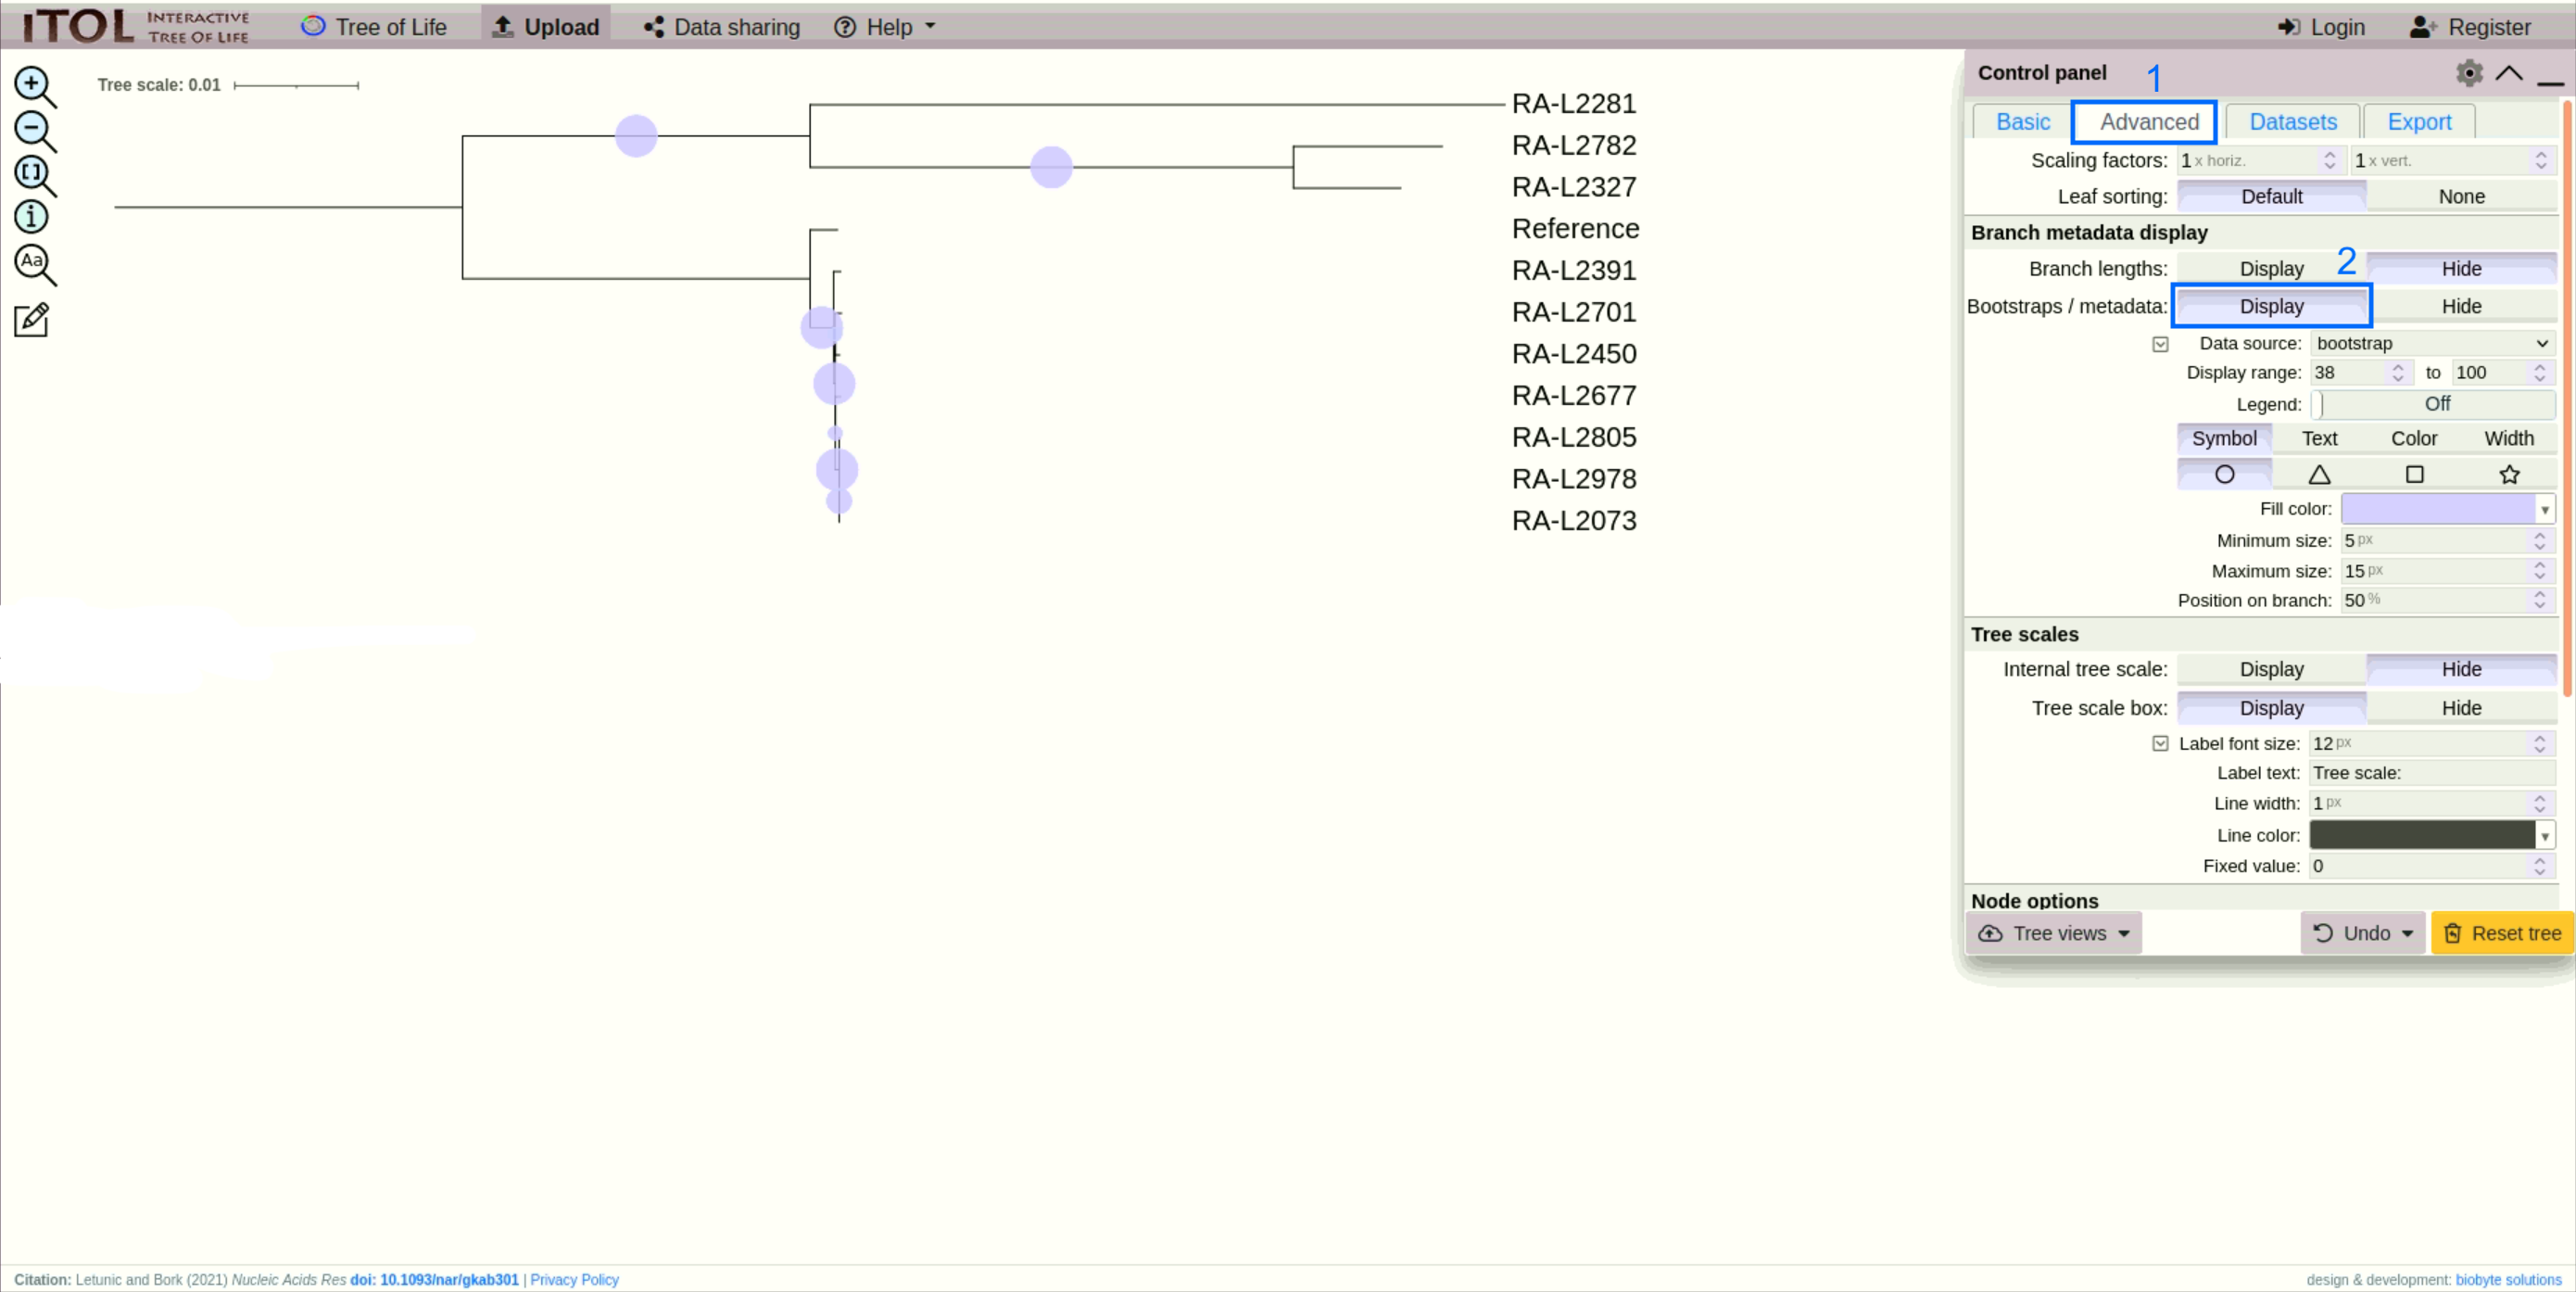 iTOL INTERACTIVE TREE OF LIFE Tree of Life Upload Data sharing Help Login Register
Tree scale: 0.01
RA-L2281
RA-L2782
RA-L2327
Reference
RA-L2391
RA-L2701
RA-L2450
RA-L2677
RA-L2805
RA-L2978
RA-L2073
Aa
Control panel 1
Basic Advanced Datasets Export
Scaling factors: 1 x horiz. 1 x vert.
Leaf sorting: Default None
Branch metadata display
Branch lengths: Display 2 Hide
Bootstraps / metadata: Display Hide
Data source: bootstrap
Display range: 38 to 100
Legend: Off
Symbol Text Color Width
Fill color:
Minimum size: 5 px
Maximum size: 15 px
Position on branch: 50 %
Tree scales
Internal tree scale: Display Hide
Tree scale box: Display Hide
Label font size: 12 px
Label text: Tree scale:
Line width: 1 px
Line color:
Fixed value: 0
Node options
Tree views Undo Reset tree
Citation: Letunic and Bork (2021) Nucleic Acids Res doi: 10.1093/nar/gkab301 | Privacy Policy
design & development: biobyte solutions